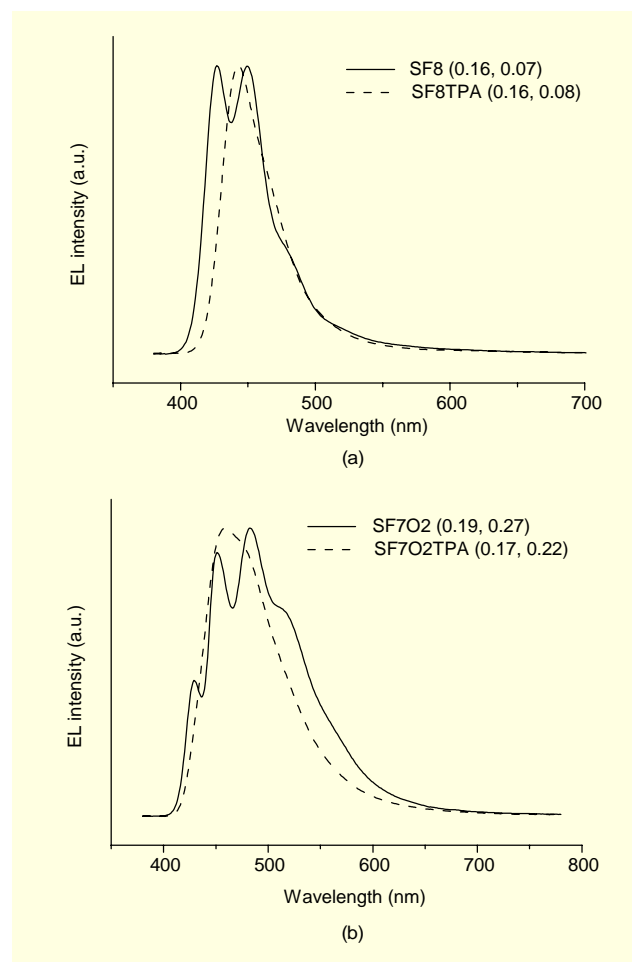 SF8 (0.16, 0.07)
SF8TPA (0.16, 0.08)
EL intensity (a.u.)
400 500 600 700
Wavelength (nm)
(a)
SF7O2 (0.19, 0.27)
SF7O2TPA (0.17, 0.22)
EL intensity (a.u.)
400 500 600 700 800
Wavelength (nm)
(b)